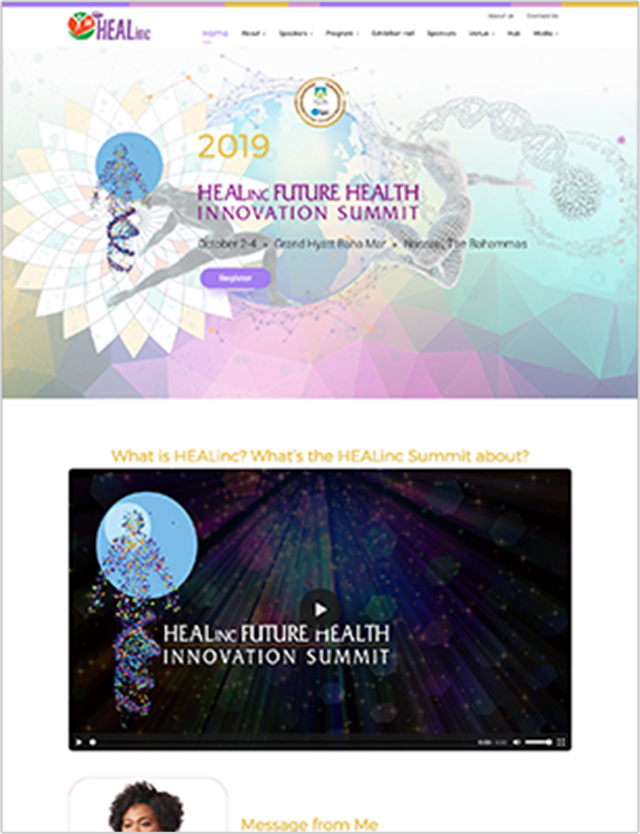 About us Contact Us
HEALinc
Home About Speakers Program Exhibition Hall Sponsors Venue Hub Media
2019
HEALINC FUTURE HEALTH
INNOVATION SUMMIT
October 2-4 • Grand Hyatt Baha Mar • Nassau, The Bahamas
Register
What is HEALinc? What's the HEALinc Summit about?
HEALINC FUTURE HEALTH
INNOVATION SUMMIT
Message from Me